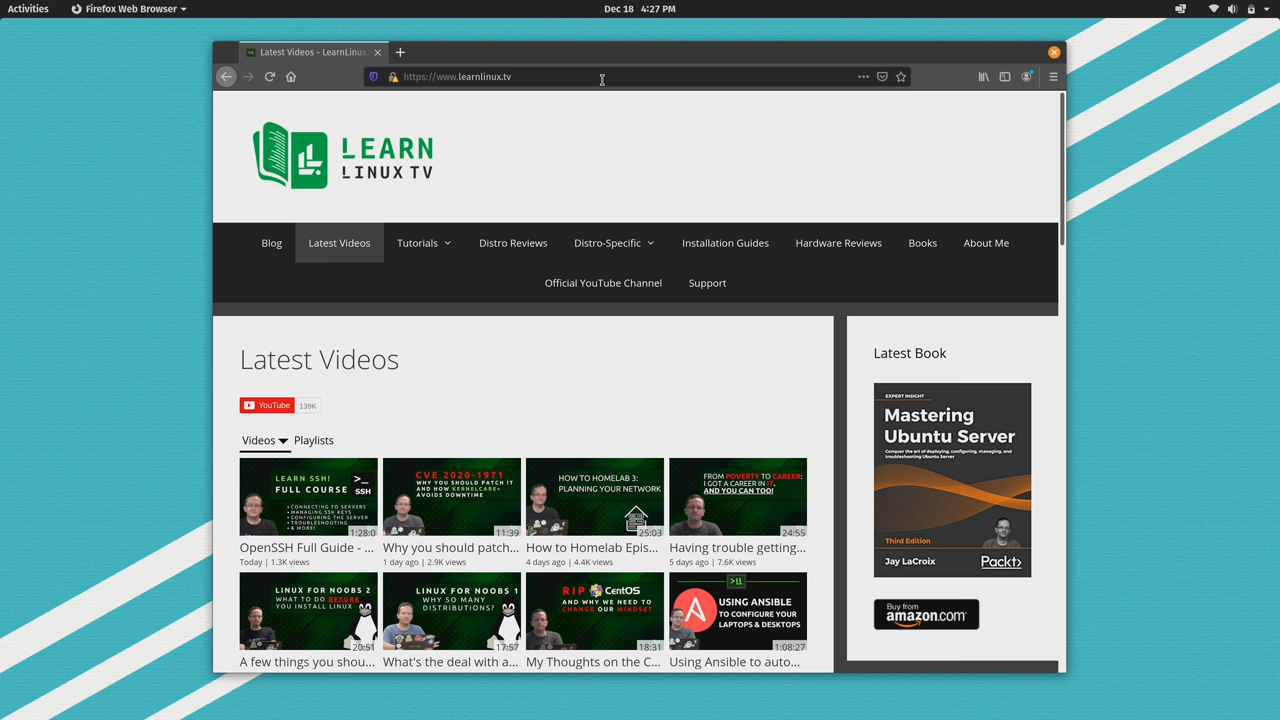 Activities
Firefox Web Browser
Dec 18 4:27 PM
Latest Videos - LearnLinux.
https://www.learnlinux.tv
LEARN
LINUX TV
Blog
Latest Videos
Tutorials
Distro Reviews
Distro-Specific
Installation Guides
Hardware Reviews
Books
About Me
Official YouTube Channel
Support
Latest Videos
YouTube 139K
Videos
Playlists
LEARN SSH!
FULL COURSE
>_
SSH
• CONNECTING TO SERVERS
• MANAGING SSH KEYS
• CONFIGURING THE SERVER
• TROUBLESHOOTING
& MORE!
1:28:0
OpenSSH Full Guide - ...
Today | 1.3K views
CVE 2020-1971
WHY YOU SHOULD PATCH IT
AND HOW KERNELCARE+
AVOIDS DOWNTIME
11:39
Why you should patch...
1 day ago | 2.9K views
HOW TO HOMELAB 3:
PLANNING YOUR NETWORK
25:03
How to Homelab Epis...
4 days ago | 4.4K views
FROM POVERTY TO CAREER:
I GOT A CAREER IN IT,
AND YOU CAN TOO!
24:55
Having trouble getting...
5 days ago | 7.6K views
LINUX FOR NOOBS 2
WHAT TO DO BEFORE
YOU INSTALL LINUX
20:51
A few things you shou...
LINUX FOR NOOBS 1
WHY SO MANY
DISTRIBUTIONS?
17:57
What's the deal with a...
RIP CentOS
AND WHY WE NEED TO
CHANGE OUR MINDSET
18:31
My Thoughts on the C...
USING ANSIBLE
TO CONFIGURE YOUR
LAPTOPS & DESKTOPS
1:08:27
Using Ansible to auto...
Latest Book
EXPERT INSIGHT
Mastering
Ubuntu Server
Conquer the art of deploying, configuring, managing, and
troubleshooting Ubuntu Server
Third Edition
Jay LaCroix
Packt>
Buy from
amazon.com